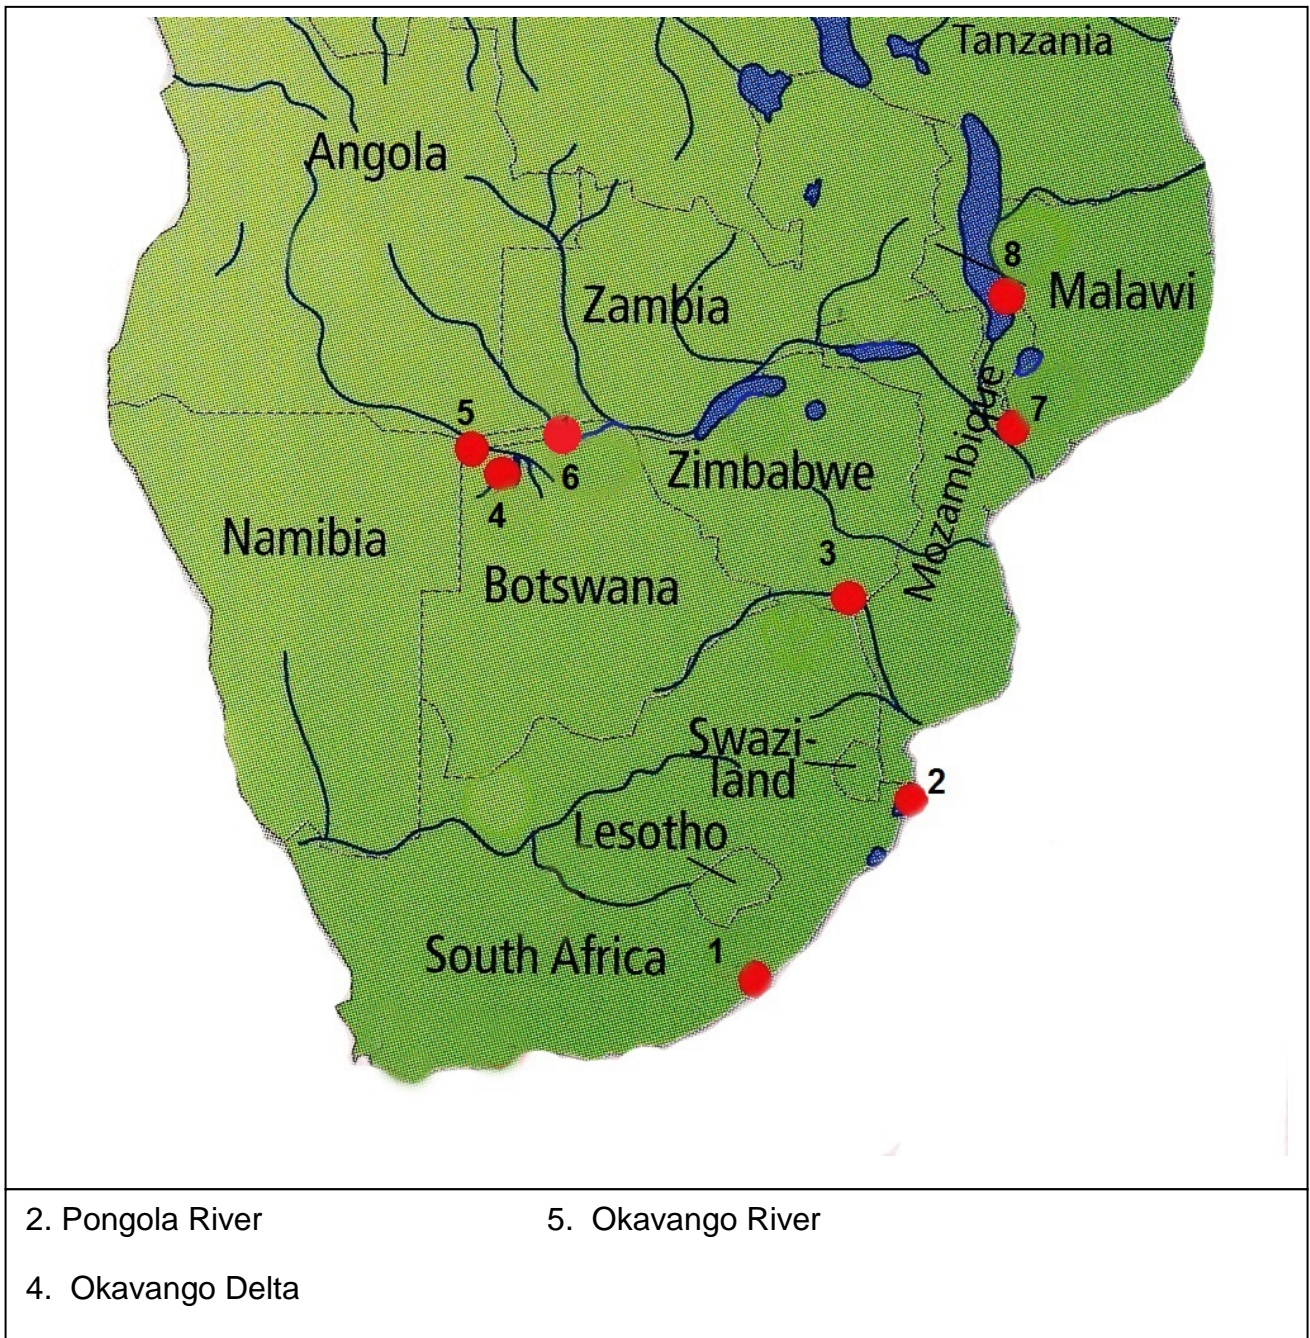 Tanzania
Angola
8
Zambia
Malawi
5
7
6
Zimbabwe
4
Namibia
Mozambique
3
Botswana
Swazi-
land
2
Lesotho
1
South Africa
2. Pongola River 5. Okavango River
4. Okavango Delta